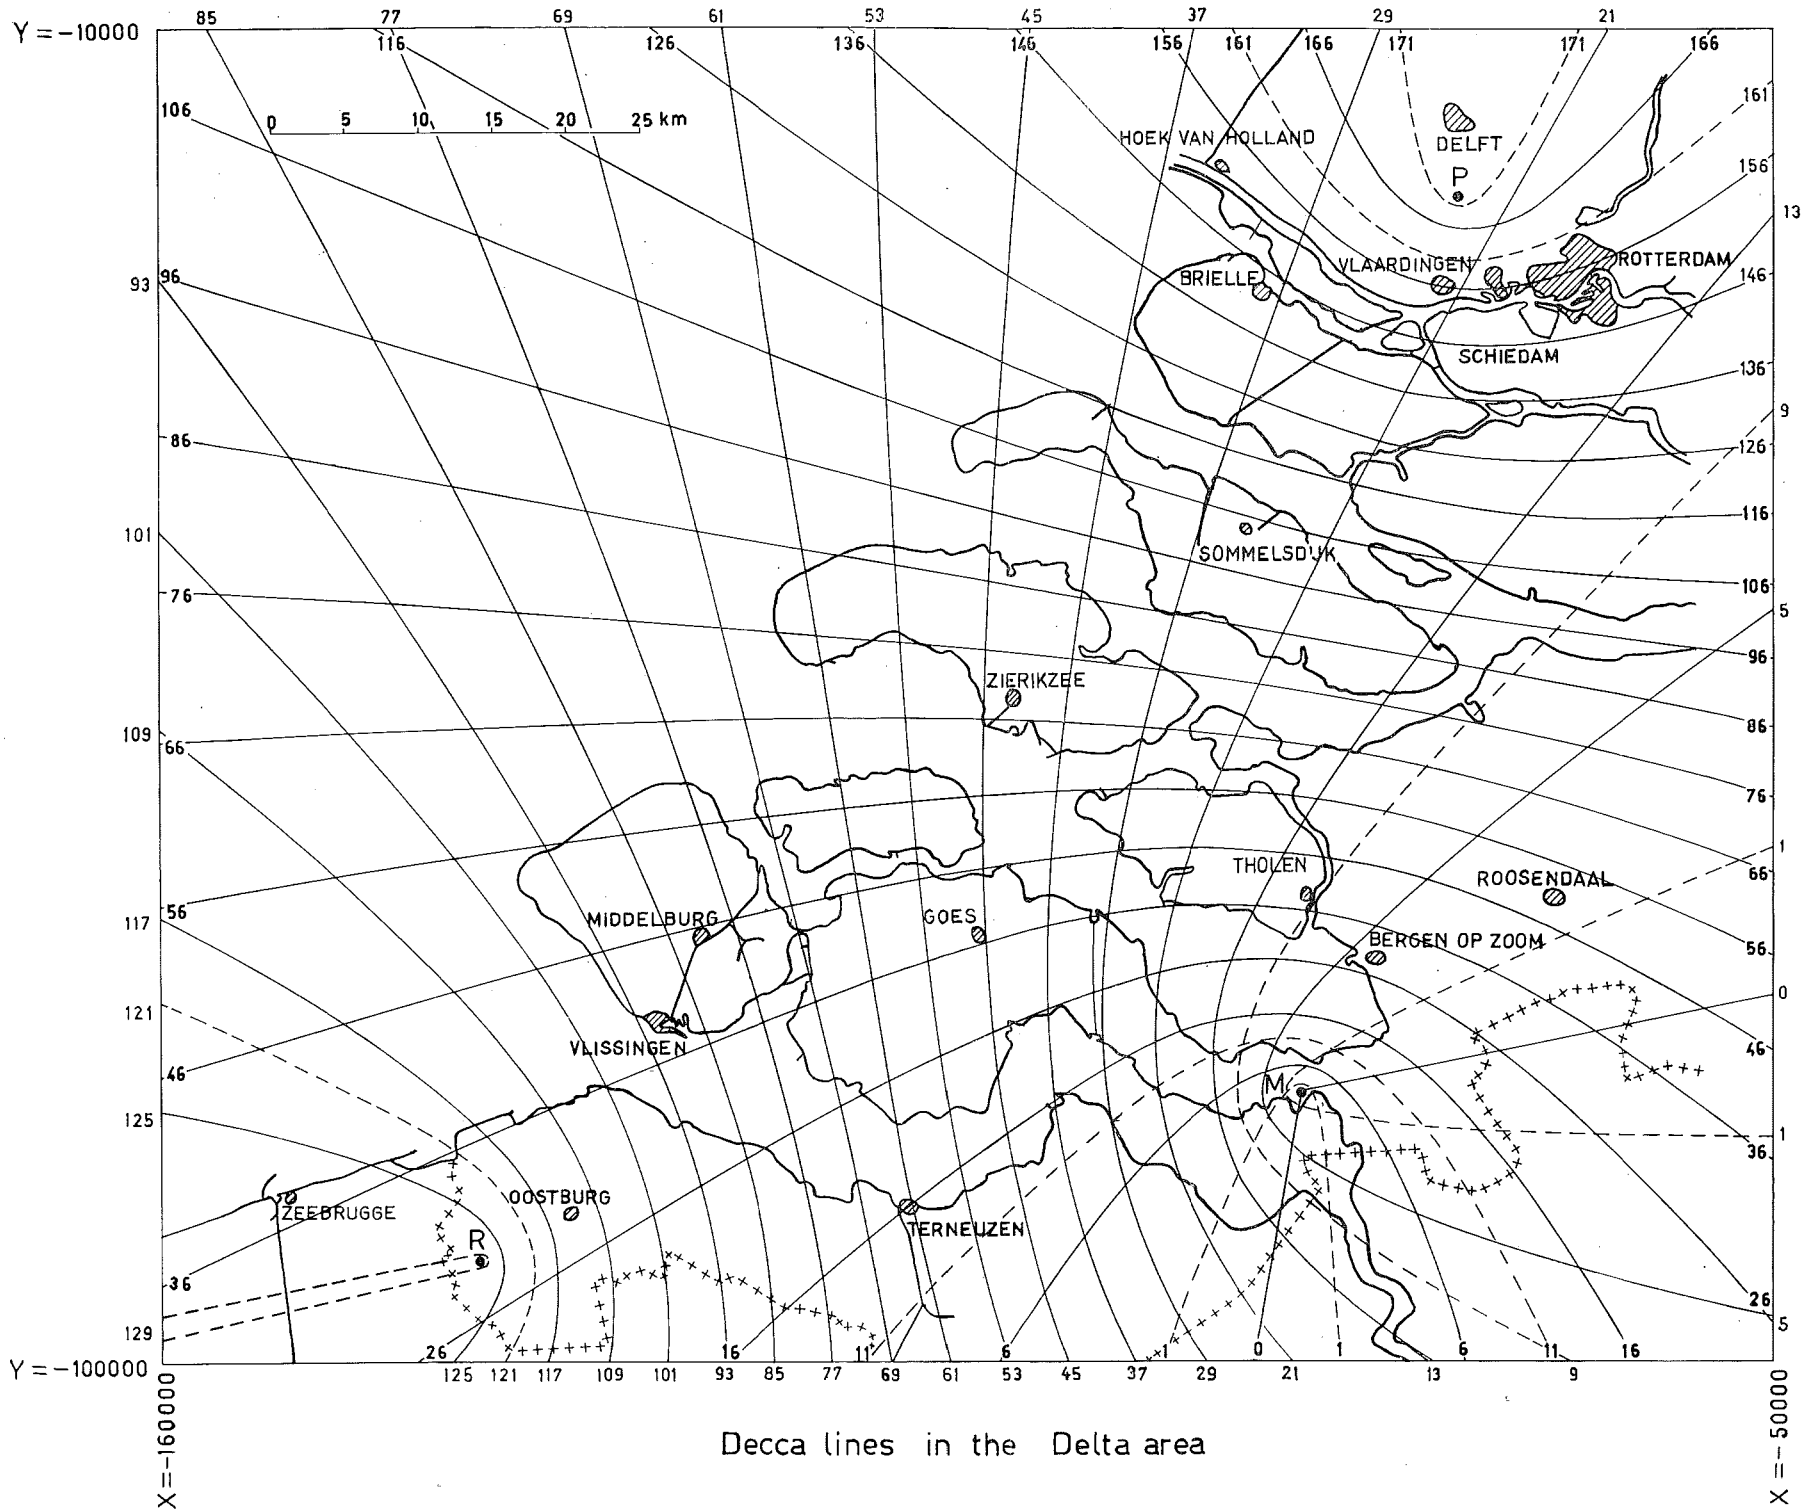 85 77 69 61 53 45 37 29 21
Y = -10000
116 126 136 146 156 161 166 171 171 166
106
161
0 5 10 15 20 25 km
HOEK VAN HOLLAND
DELFT
P
156
13
93
96
BRIELLE
VLAARDINGEN
ROTTERDAM
146
SCHIEDAM
136
9
86
126
116
101
SOMMELSDIJK
106
76
5
96
ZIERIKZEE
86
109
66
76
1
THOLEN
66
ROOSENDAAL
56
117
MIDDELBURG
GOES
BERGEN OP ZOOM
56
0
121
VLISSINGEN
46
46
M
125
1
36
ZEEBRUGGE
OOSTBURG
TERNEUZEN
R
36
26
5
129
26 16 11 6 1 0 1 6 11 16
Y = -100000
125 121 117 109 101 93 85 77 69 61 53 45 37 29 21 13 9
X = -160000
X = -50000
Decca lines in the Delta area